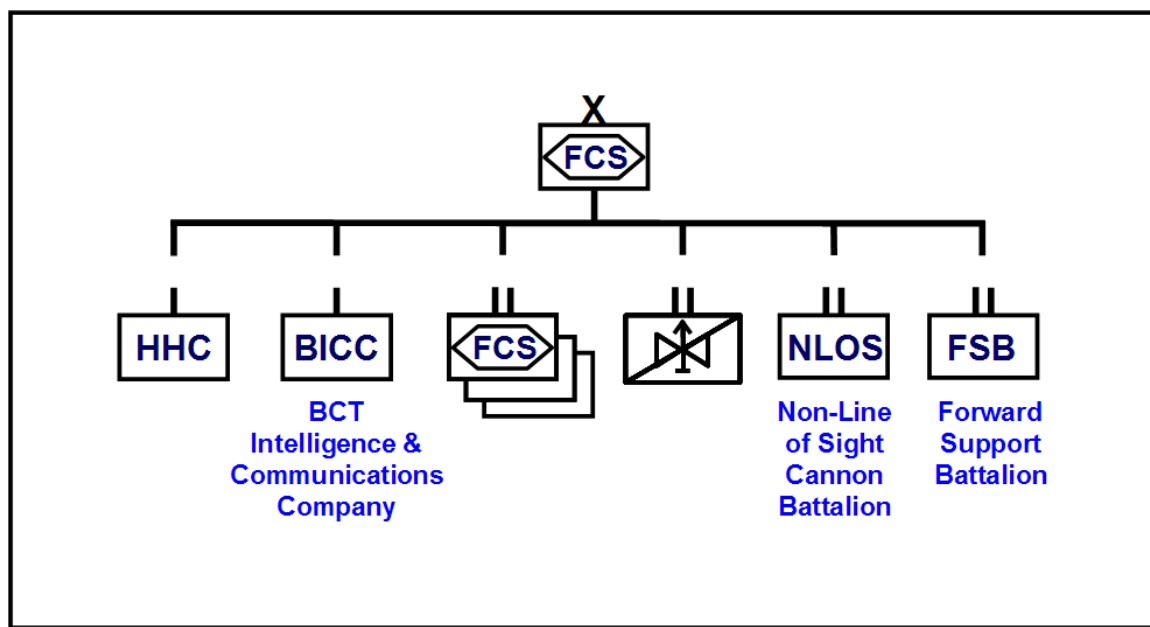 X
FCS
HHC
BICC
FCS
NLOS
FSB
BCT
Intelligence &
Communications
Company
Non-Line
of Sight
Cannon
Battalion
Forward
Support
Battalion